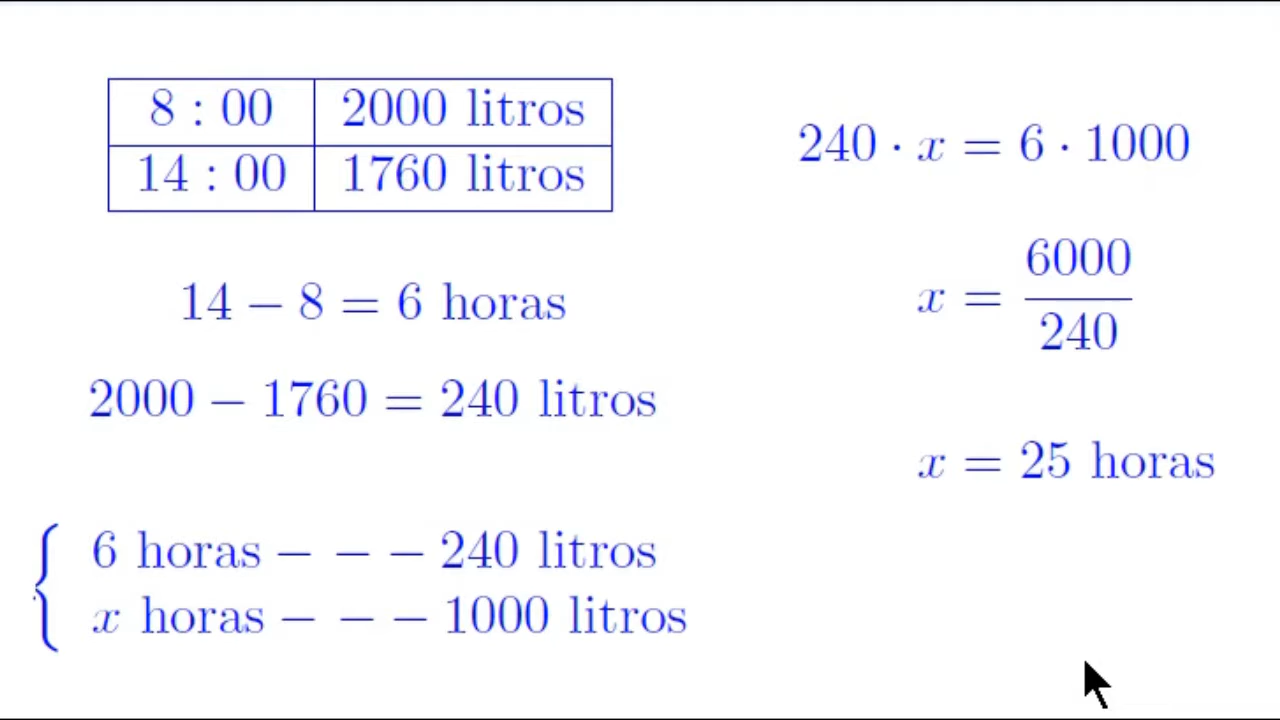 8 : 00 2000 litros
14 : 00 1760 litros
14 − 8 = 6 horas
2000 − 1760 = 240 litros
6 horas − − − 240 litros
x horas − − − 1000 litros
240 · x = 6 · 1000
x = 6000/240
x = 25 horas